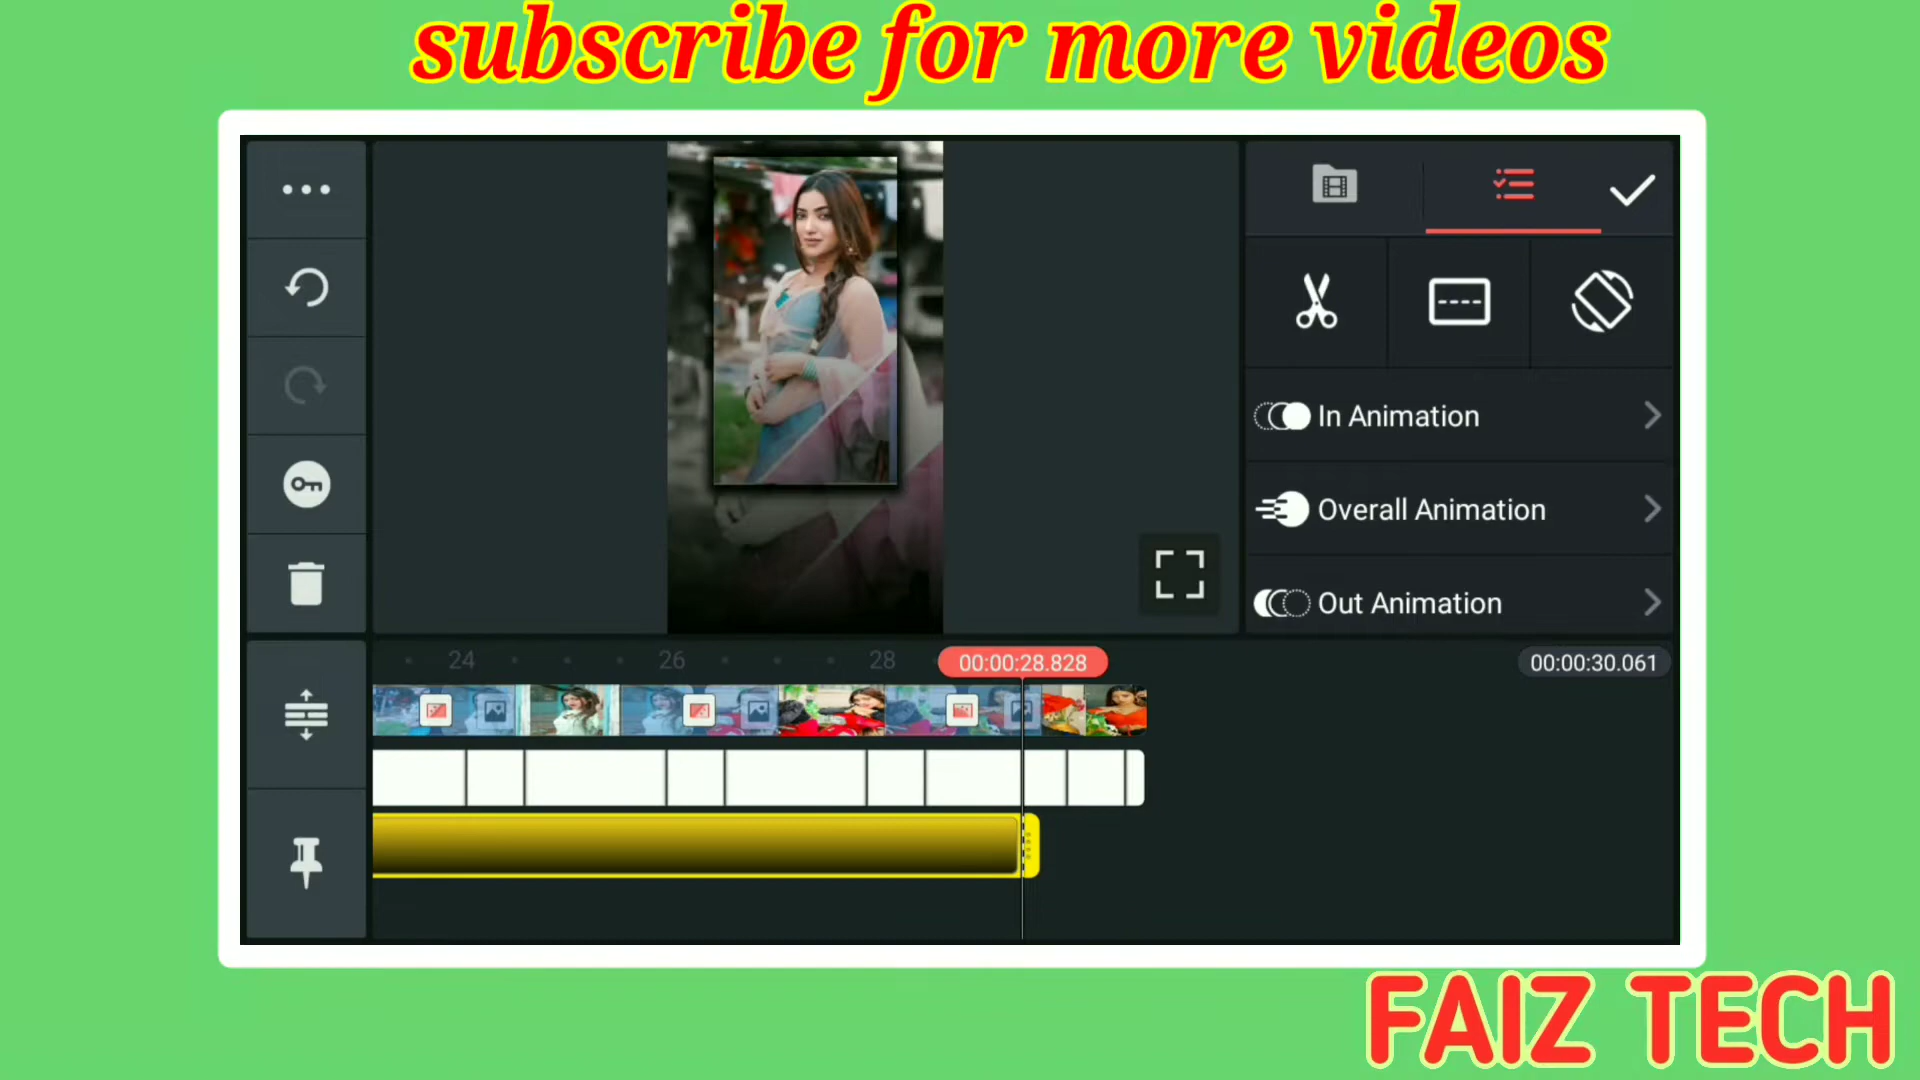 subscribe for more videos
In Animation
Overall Animation
Out Animation
24 26 28 00:00:28.828 00:00:30.061
FAIZ TECH